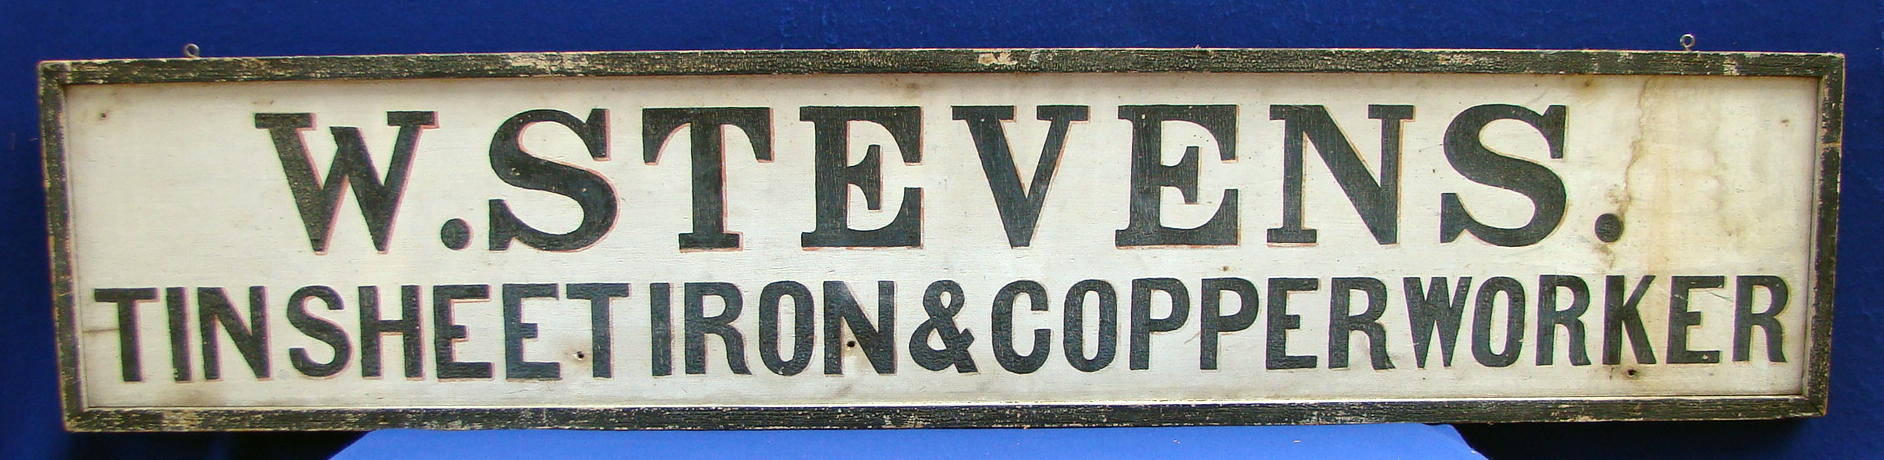 W. STEVENS.
TIN SHEET IRON & COPPER WORKER